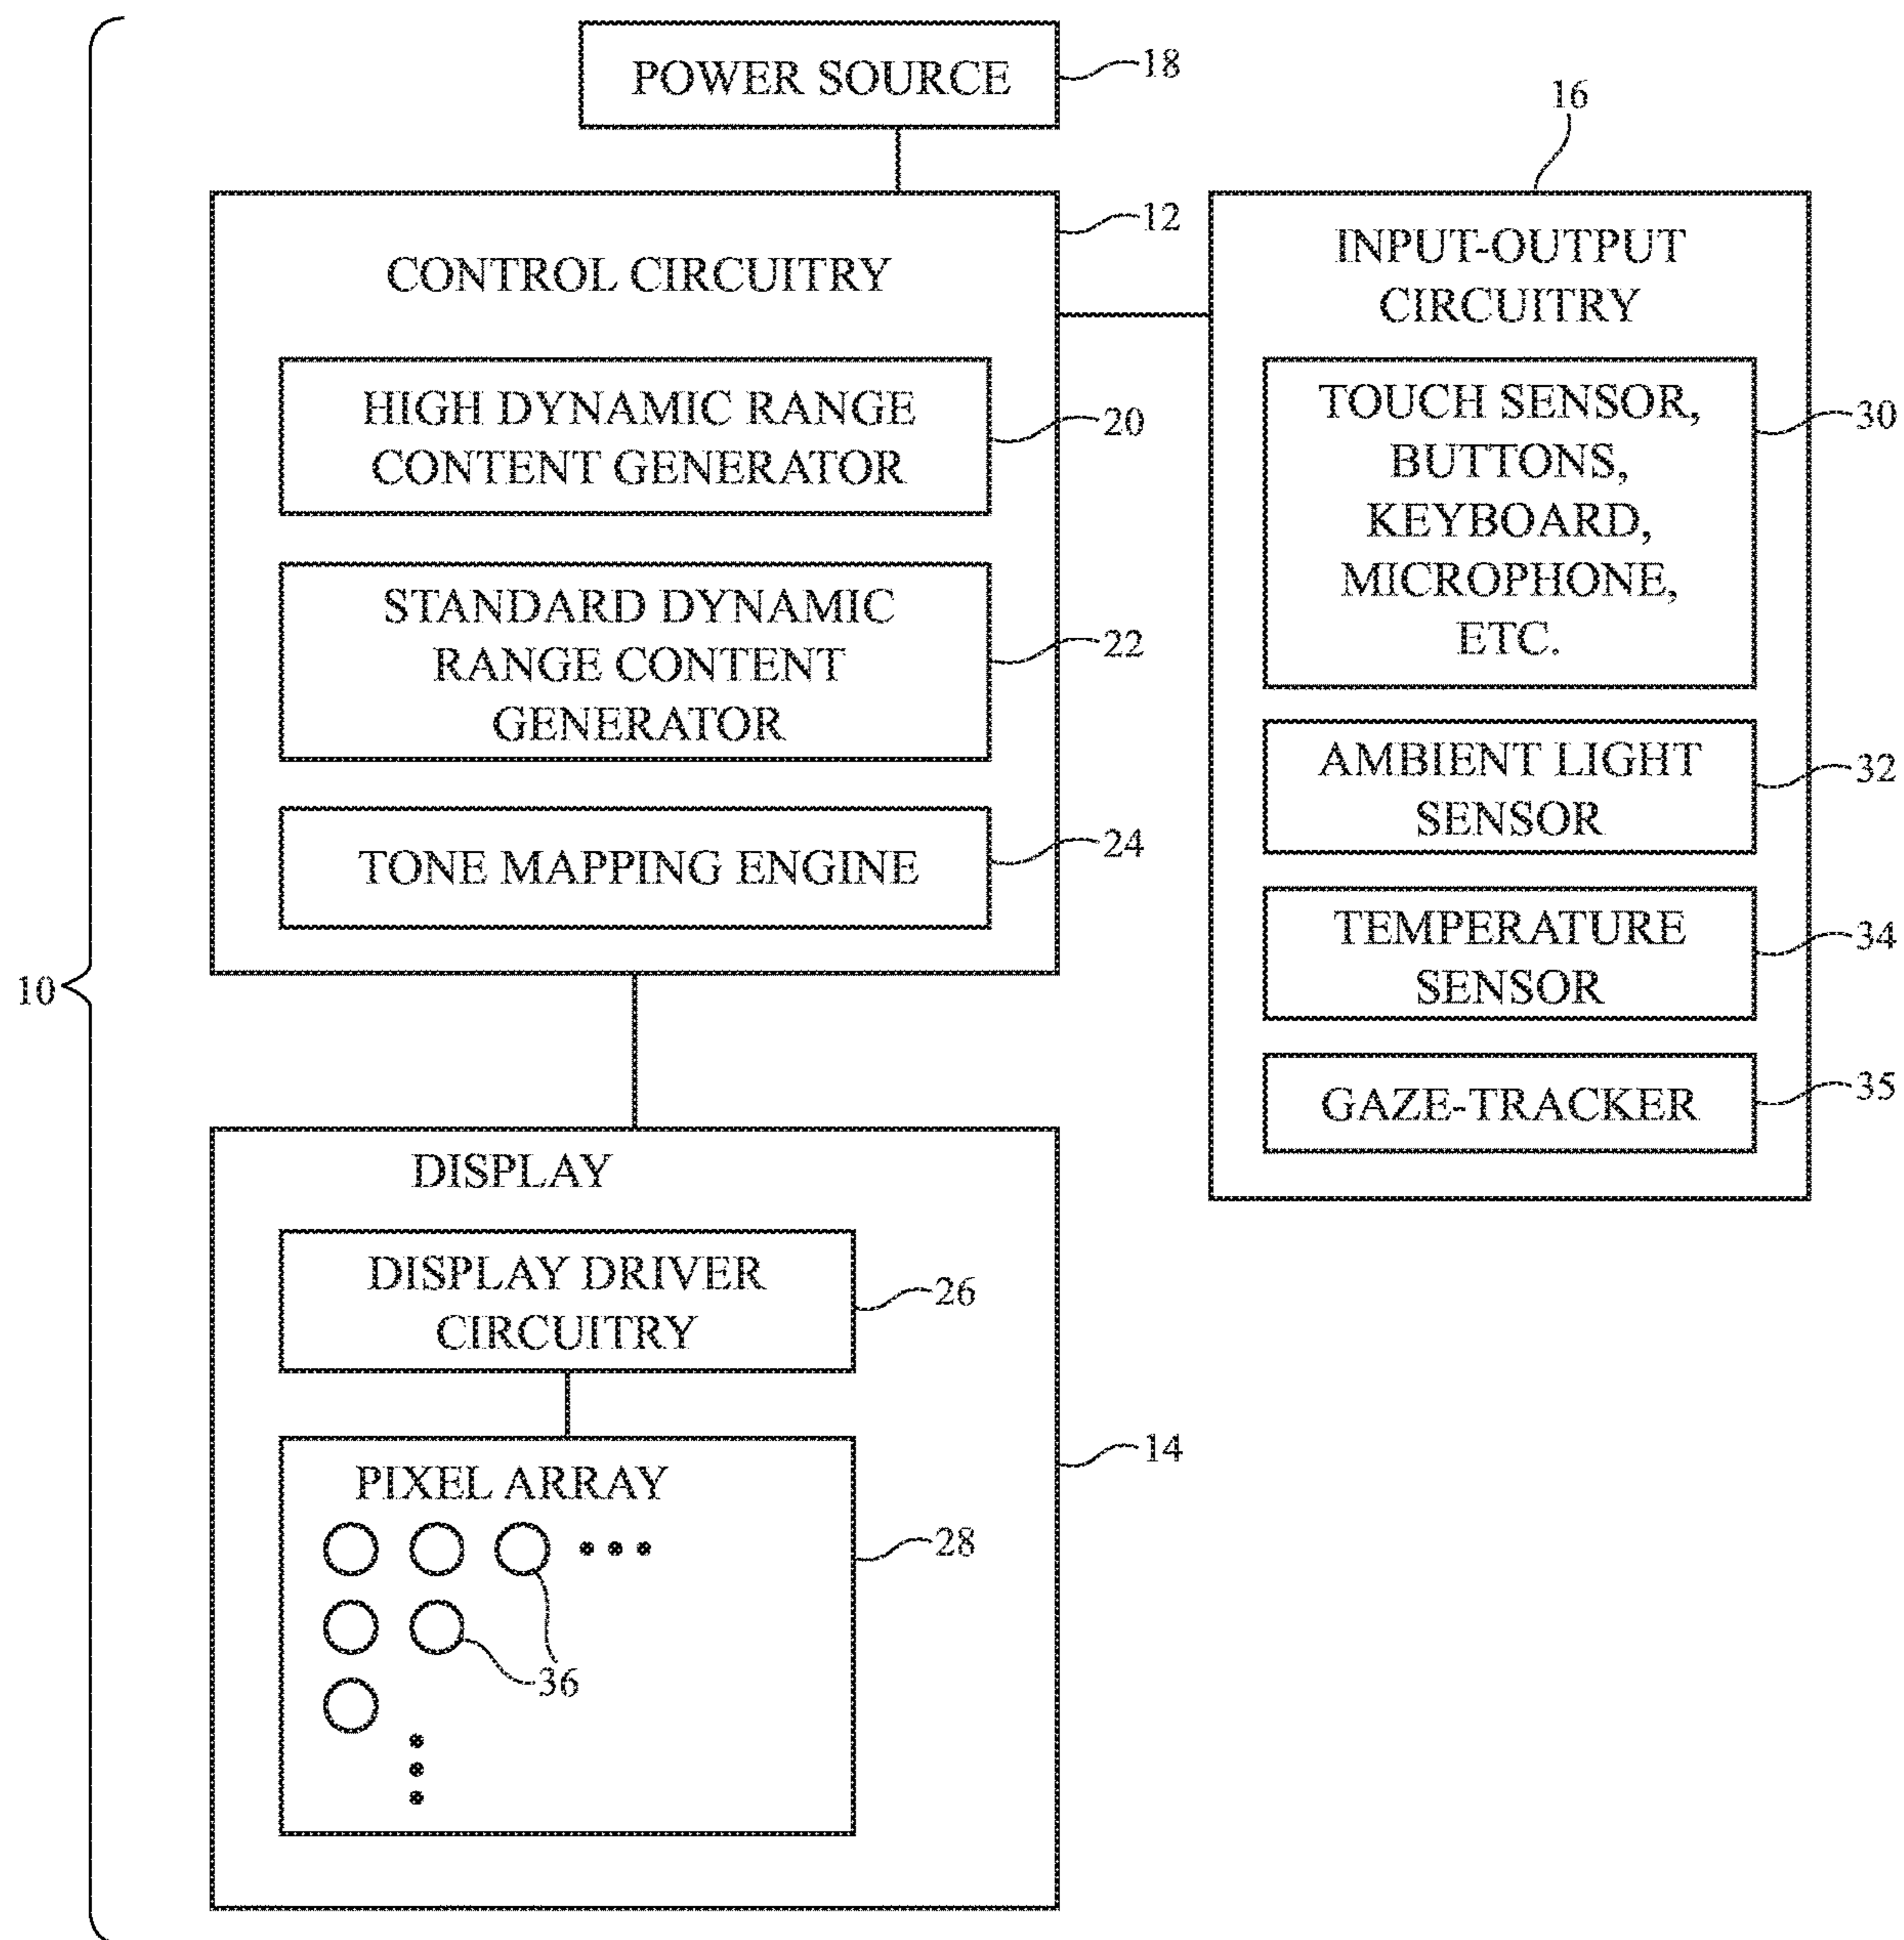 POWER SOURCE
18
16
CONTROL CIRCUITRY
12
HIGH DYNAMIC RANGE
CONTENT GENERATOR
20
STANDARD DYNAMIC
RANGE CONTENT
GENERATOR
22
TONE MAPPING ENGINE
24
INPUT-OUTPUT
CIRCUITRY
TOUCH SENSOR,
BUTTONS,
KEYBOARD,
MICROPHONE,
ETC.
30
AMBIENT LIGHT
SENSOR
32
TEMPERATURE
SENSOR
34
GAZE-TRACKER
35
10
DISPLAY
DISPLAY DRIVER
CIRCUITRY
26
14
PIXEL ARRAY
28
36